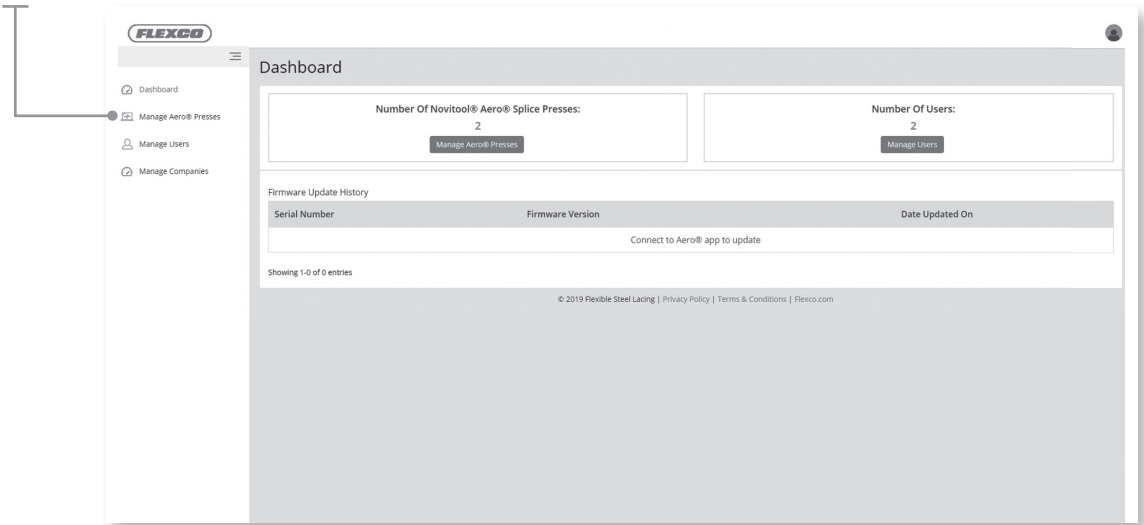 FLEXCO
Dashboard
Manage Aero® Presses
Manage Users
Manage Companies
Dashboard
Number Of Novitool® Aero® Splice Presses:
2
Manage Aero® Presses
Number Of Users:
2
Manage Users
Firmware Update History
Serial Number Firmware Version Date Updated On
Connect to Aero® app to update
Showing 1-0 of 0 entries
© 2019 Flexible Steel Lacing | Privacy Policy | Terms & Conditions | Flexco.com